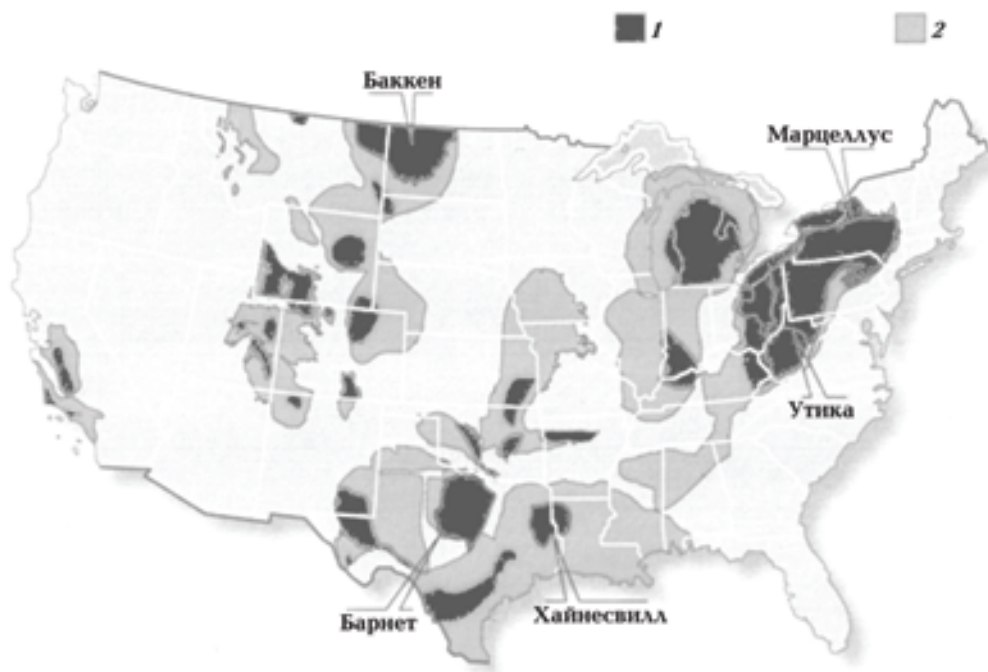 1
2
Баккен
Марцеллус
Утика
Барнет
Хайнесвилл